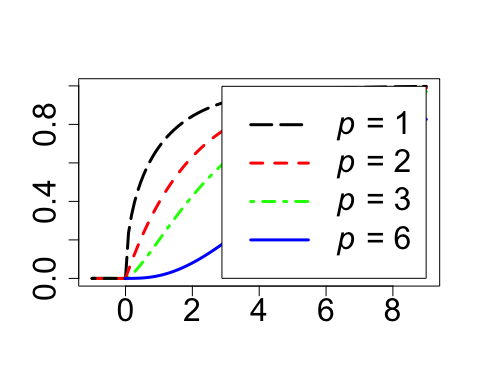 0.8
0.4
0.0
p = 1
p = 2
p = 3
p = 6
0 2 4 6 8